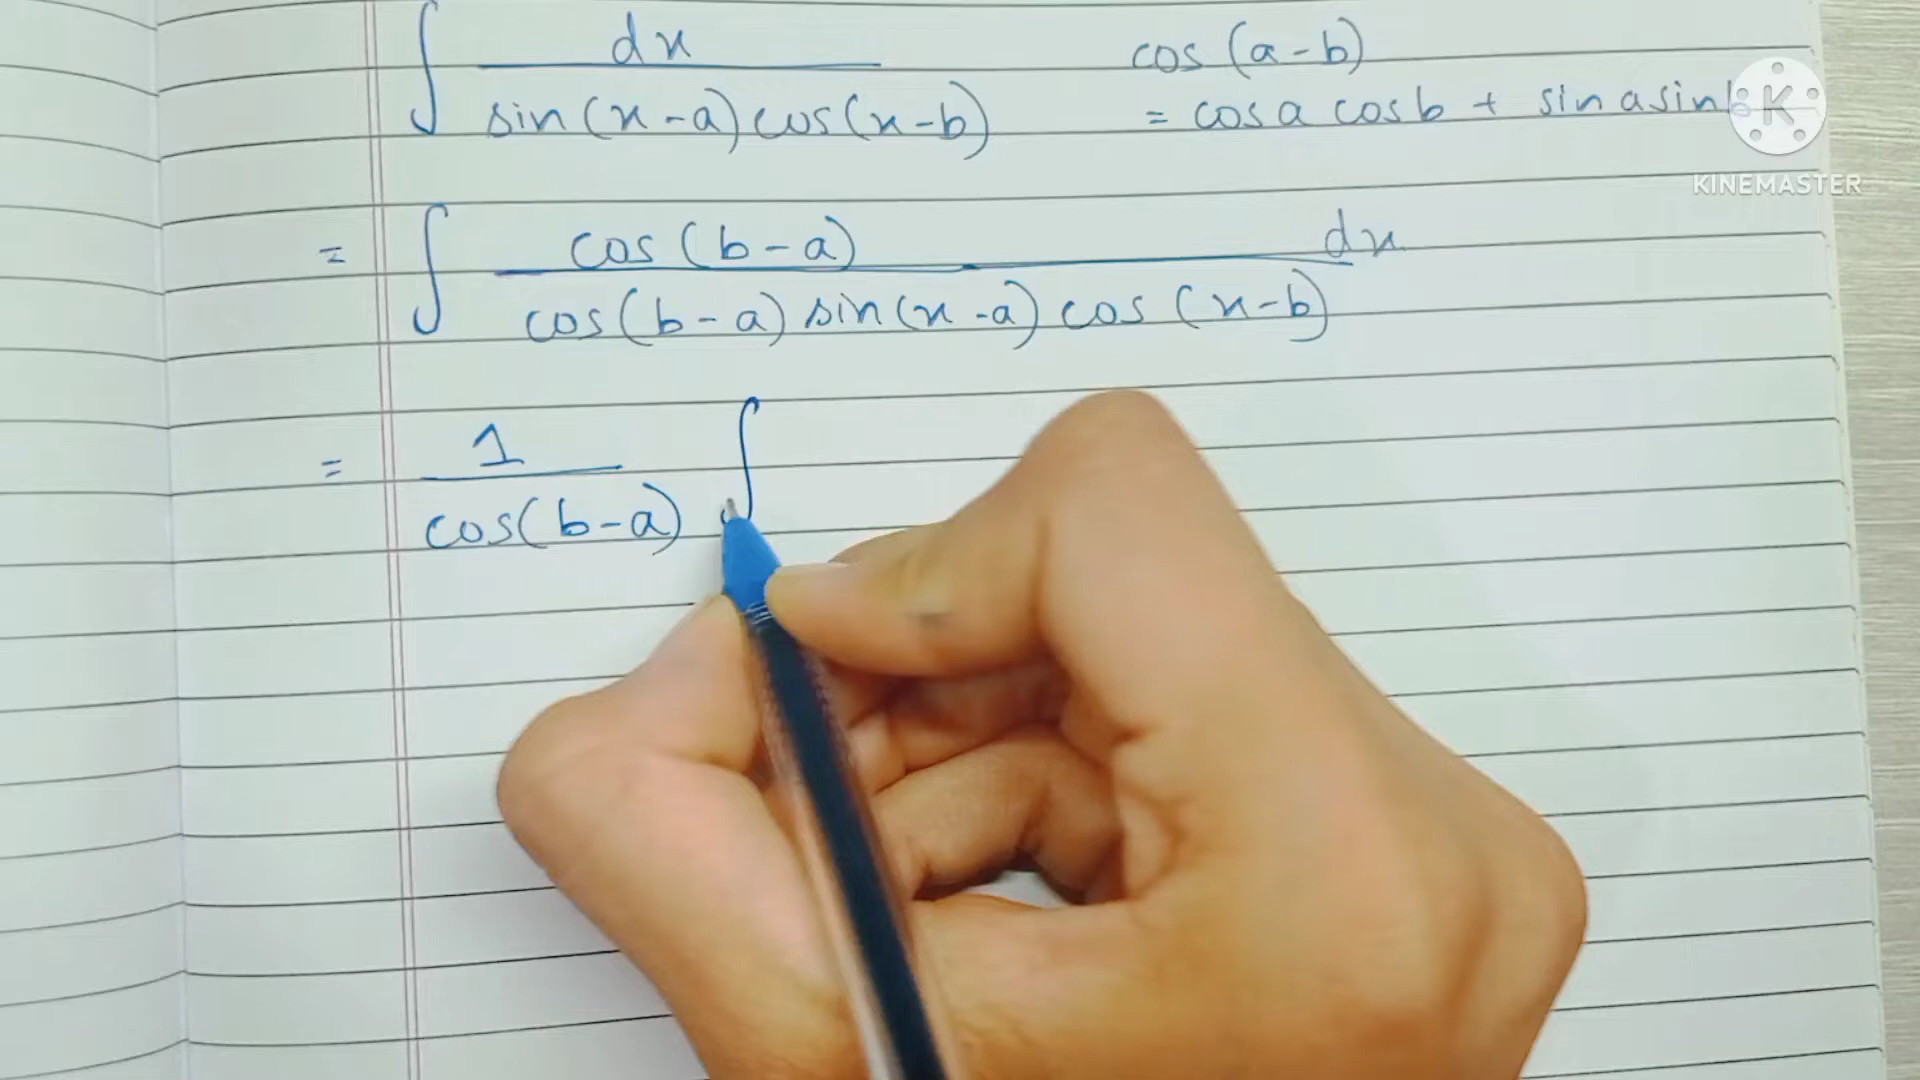 ∫ dx / sin(x-a) cos(x-b)
cos (a-b)
= cos a cos b + sin a sin b
KINEMASTER
= ∫ cos (b-a) / cos(b-a) sin(x-a) cos (x-b) dx
= 1 / cos(b-a) ∫